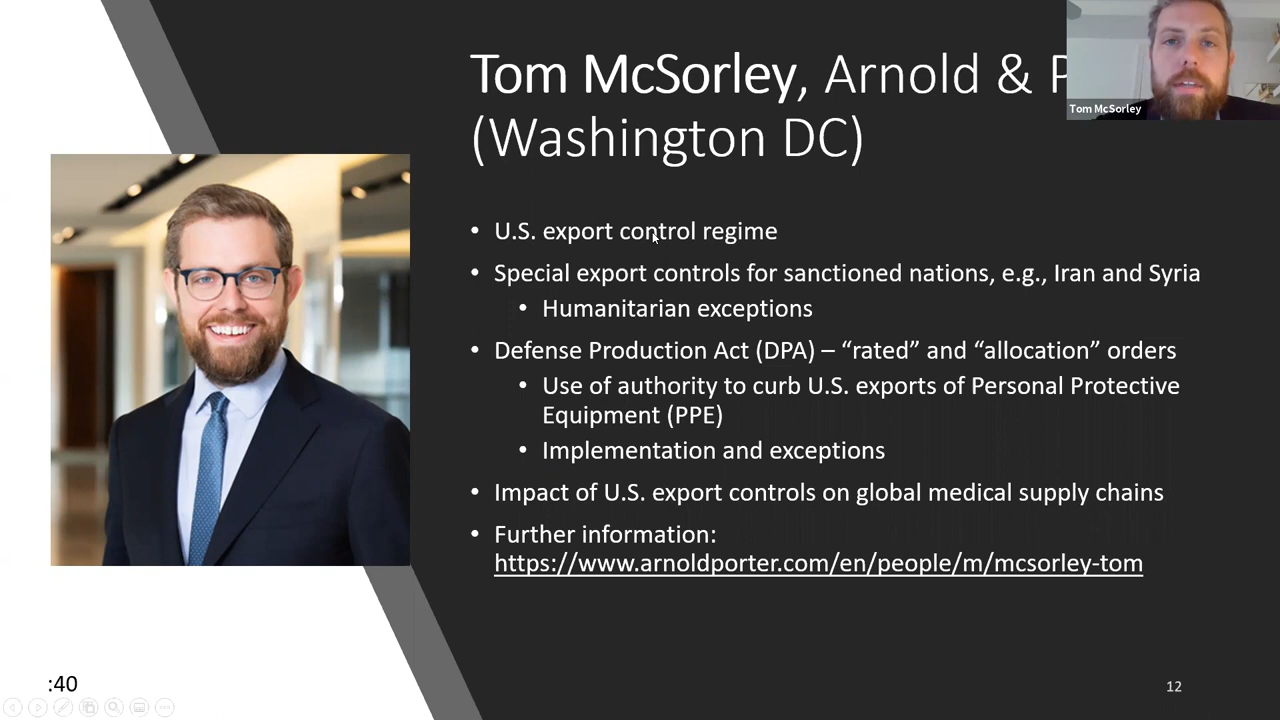 Tom McSorley, Arnold & P
(Washington DC)
Tom McSorley
• U.S. export control regime
• Special export controls for sanctioned nations, e.g., Iran and Syria
• Humanitarian exceptions
• Defense Production Act (DPA) – “rated” and “allocation” orders
• Use of authority to curb U.S. exports of Personal Protective
Equipment (PPE)
• Implementation and exceptions
• Impact of U.S. export controls on global medical supply chains
• Further information:
https://www.arnoldporter.com/en/people/m/mcsorley-tom
:40
12